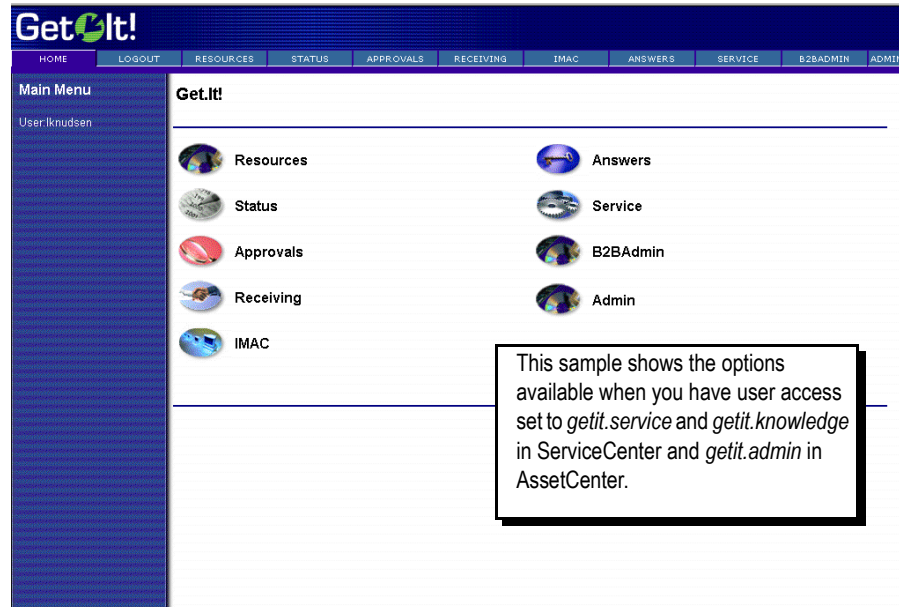 Get It!
HOME LOGOUT RESOURCES STATUS APPROVALS RECEIVING IMAC ANSWERS SERVICE B2BADMIN ADMIN
Main Menu
User:lknudsen
Get.It!
Resources
Status
Approvals
Receiving
IMAC
Answers
Service
B2BAdmin
Admin
This sample shows the options
available when you have user access
set to getit.service and getit.knowledge
in ServiceCenter and getit.admin in
AssetCenter.